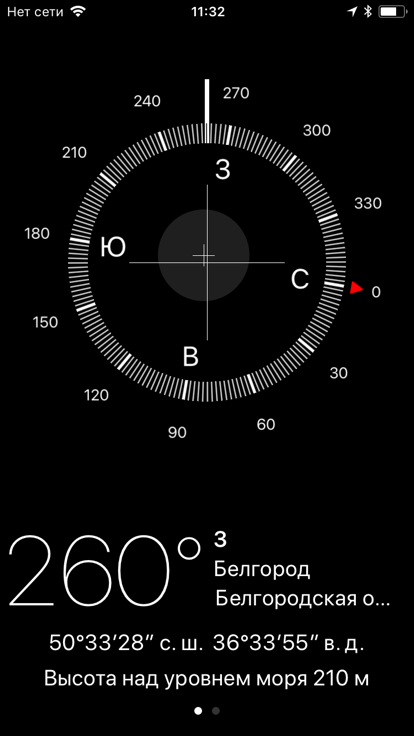 Нет сети 11:32
240 270
210 300
З
180 330
Ю
С 0
150
В 30
120
90 60
260° З
Белгород
Белгородская о...
50°33′28″ с. ш. 36°33′55″ в. д.
Высота над уровнем моря 210 м